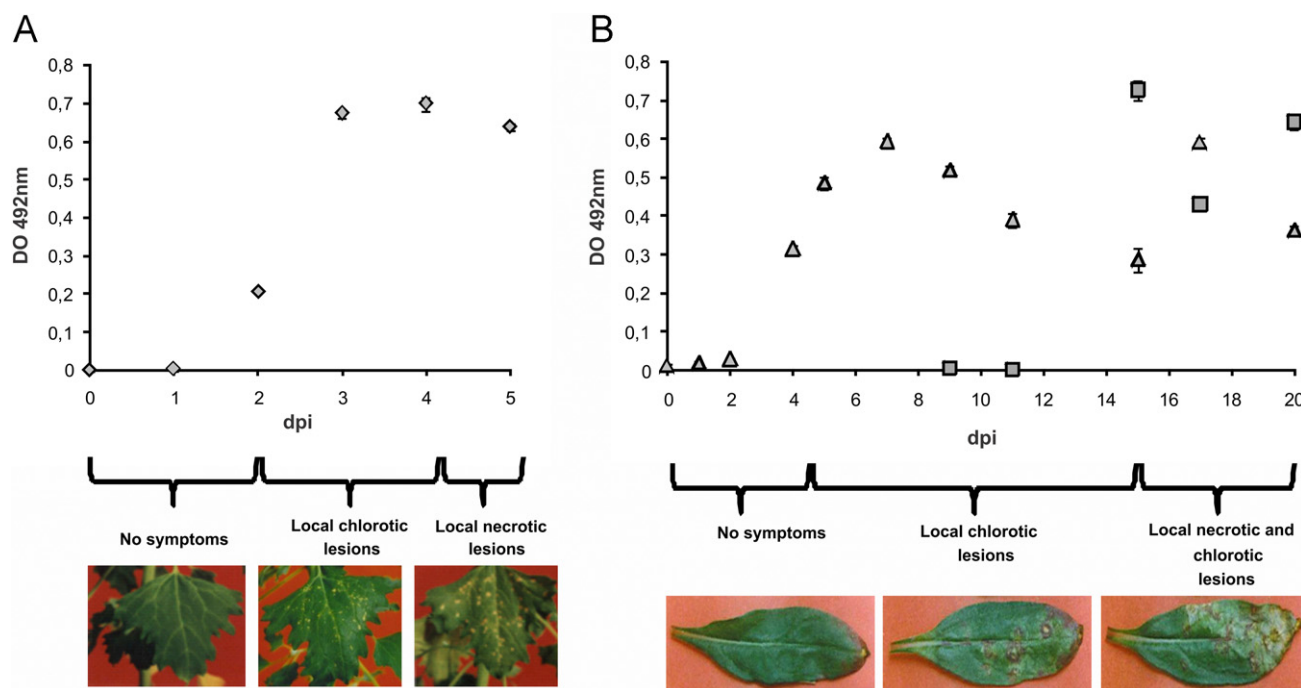 A
0,8
0,7
0,6
0,5
0,4
0,3
0,2
0,1
0
DO 492nm
0 1 2 3 4 5
dpi
No symptoms
Local chlorotic
lesions
Local necrotic
lesions
B
0,8
0,7
0,6
0,5
0,4
0,3
0,2
0,1
0
DO 492nm
0 2 4 6 8 10 12 14 16 18 20
dpi
No symptoms
Local chlorotic
lesions
Local necrotic and
chlorotic
lesions